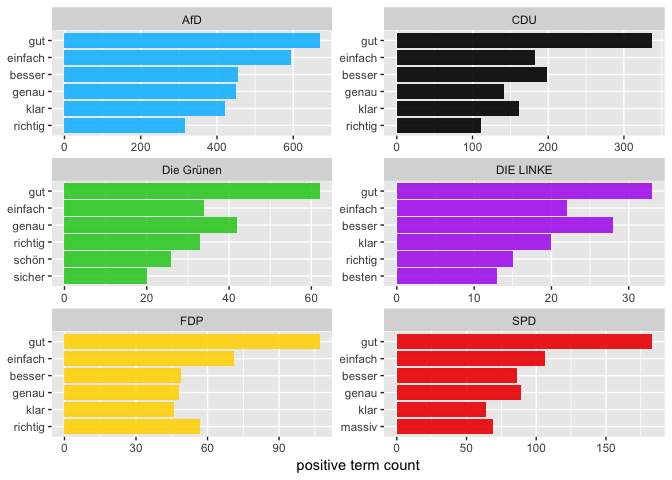 AfD
gut
einfach
besser
genau
klar
richtig
0 200 400 600
CDU
gut
einfach
besser
genau
klar
richtig
0 100 200 300
Die Grünen
gut
einfach
genau
richtig
schön
sicher
0 20 40 60
DIE LINKE
gut
einfach
besser
klar
richtig
besten
0 10 20 30
FDP
gut
einfach
besser
genau
klar
richtig
0 30 60 90
SPD
gut
einfach
besser
genau
klar
massiv
0 50 100 150
positive term count